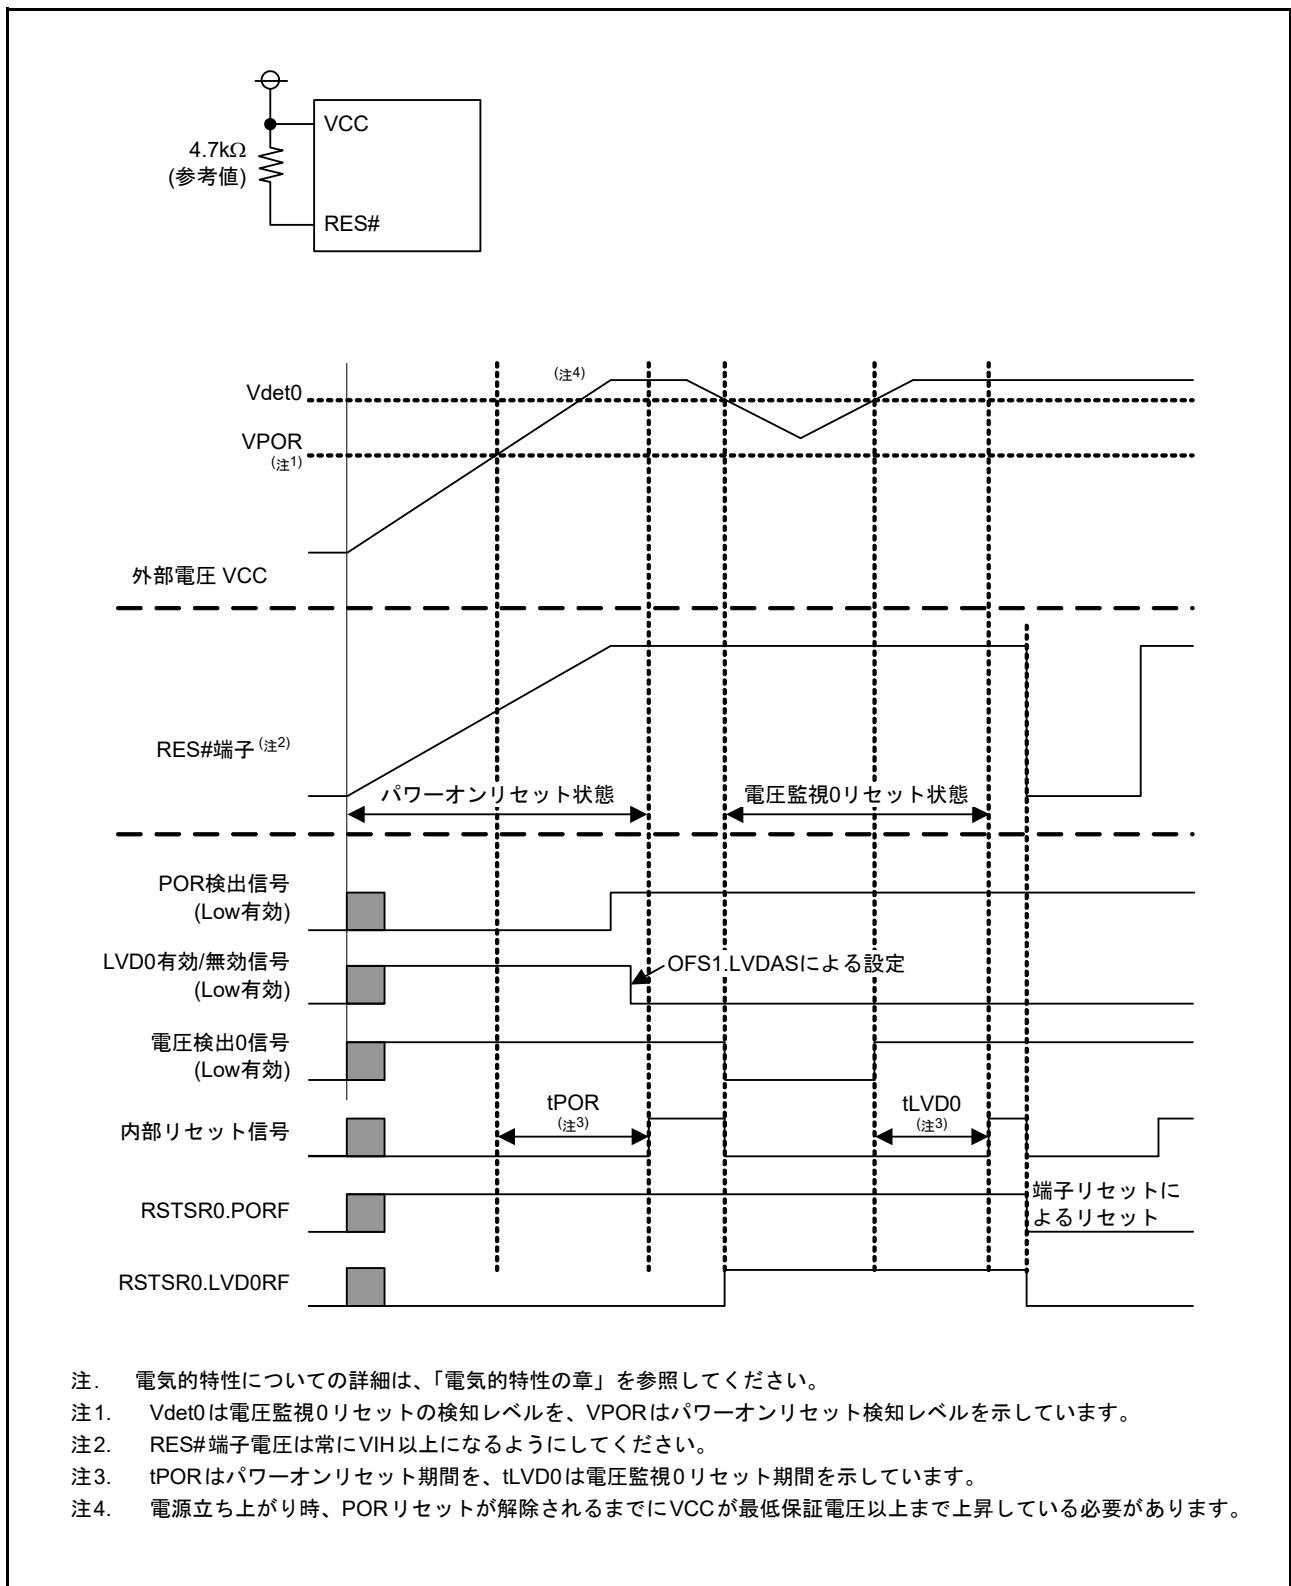 VCC
4.7kΩ
(参考値)
RES#
(注4)
Vdet0
VPOR
(注1)
外部電圧 VCC
RES#端子 (注2)
パワーオンリセット状態
電圧監視0リセット状態
POR検出信号
(Low有効)
LVD0有効/無効信号
(Low有効)
OFS1.LVDASによる設定
電圧検出0信号
(Low有効)
tPOR
(注3)
tLVD0
(注3)
内部リセット信号
RSTSR0.PORF
端子リセットに
よるリセット
RSTSR0.LVD0RF
注. 電気的特性についての詳細は、「電気的特性の章」を参照してください。
注1. Vdet0は電圧監視0リセットの検知レベルを、VPORはパワーオンリセット検知レベルを示しています。
注2. RES#端子電圧は常にVIH以上になるようにしてください。
注3. tPORはパワーオンリセット期間を、tLVD0は電圧監視0リセット期間を示しています。
注4. 電源立ち上がり時、PORリセットが解除されるまでにVCCが最低保証電圧以上まで上昇している必要があります。